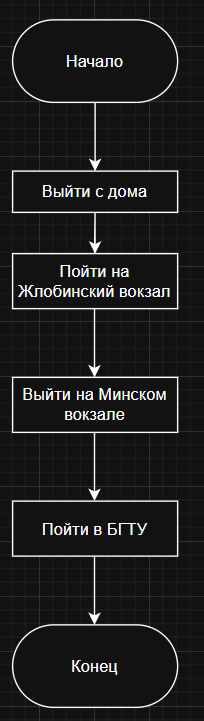 Начало
Выйти с дома
Пойти на
Жлобинский вокзал
Выйти на Минском
вокзале
Пойти в БГТУ
Конец